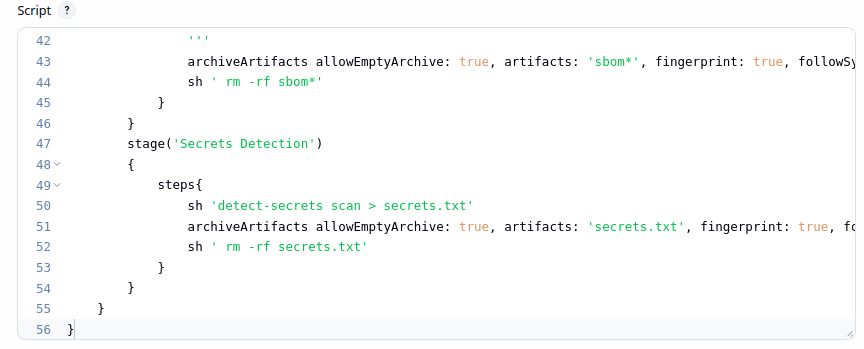 Script ?
42                 '''
43                 archiveArtifacts allowEmptyArchive: true, artifacts: 'sbom*', fingerprint: true, followSy
44                 sh ' rm -rf sbom*'
45             }
46         }
47         stage('Secrets Detection')
48         {
49             steps{
50                 sh 'detect-secrets scan > secrets.txt'
51                 archiveArtifacts allowEmptyArchive: true, artifacts: 'secrets.txt', fingerprint: true, fo
52                 sh ' rm -rf secrets.txt'
53             }
54         }
55     }
56 }